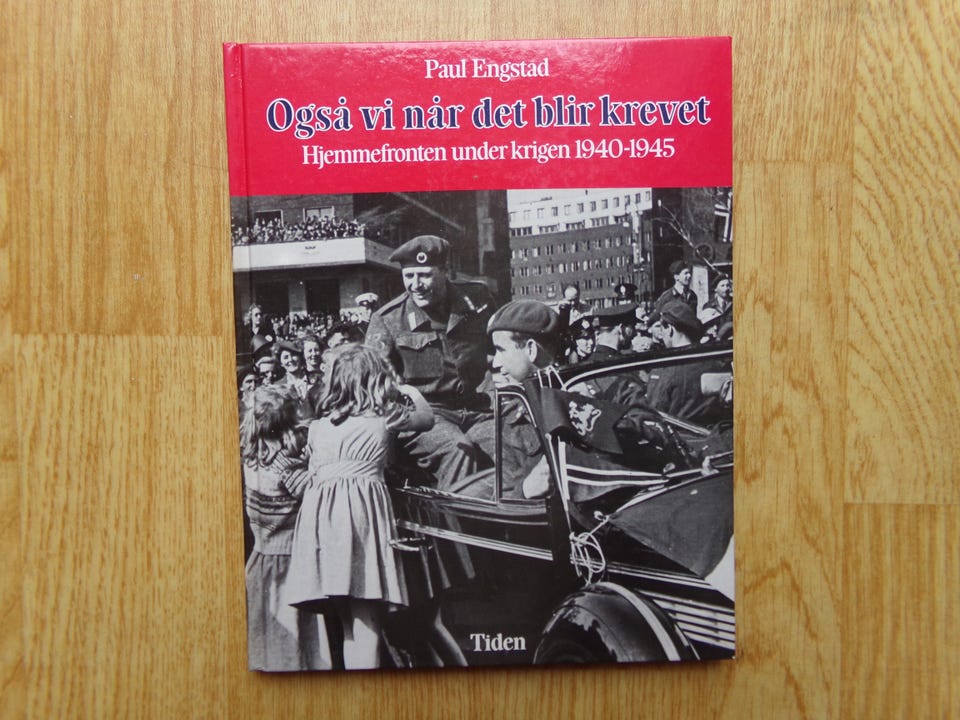 Paul Engstad
Også vi når det blir krevet
Hjemmefronten under krigen 1940-1945
Tiden